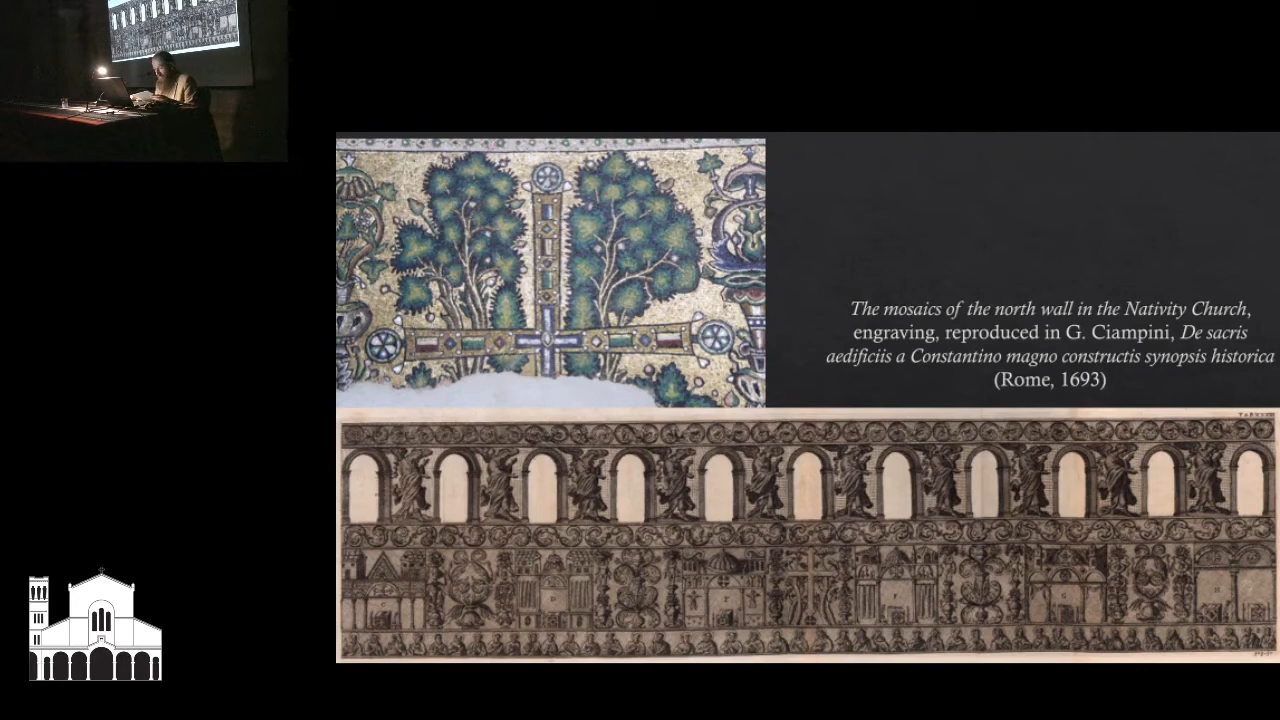 The mosaics of the north wall in the Nativity Church,
engraving, reproduced in G. Ciampini, De sacris
aedificiis a Constantino magno constructis synopsis historica
(Rome, 1693)